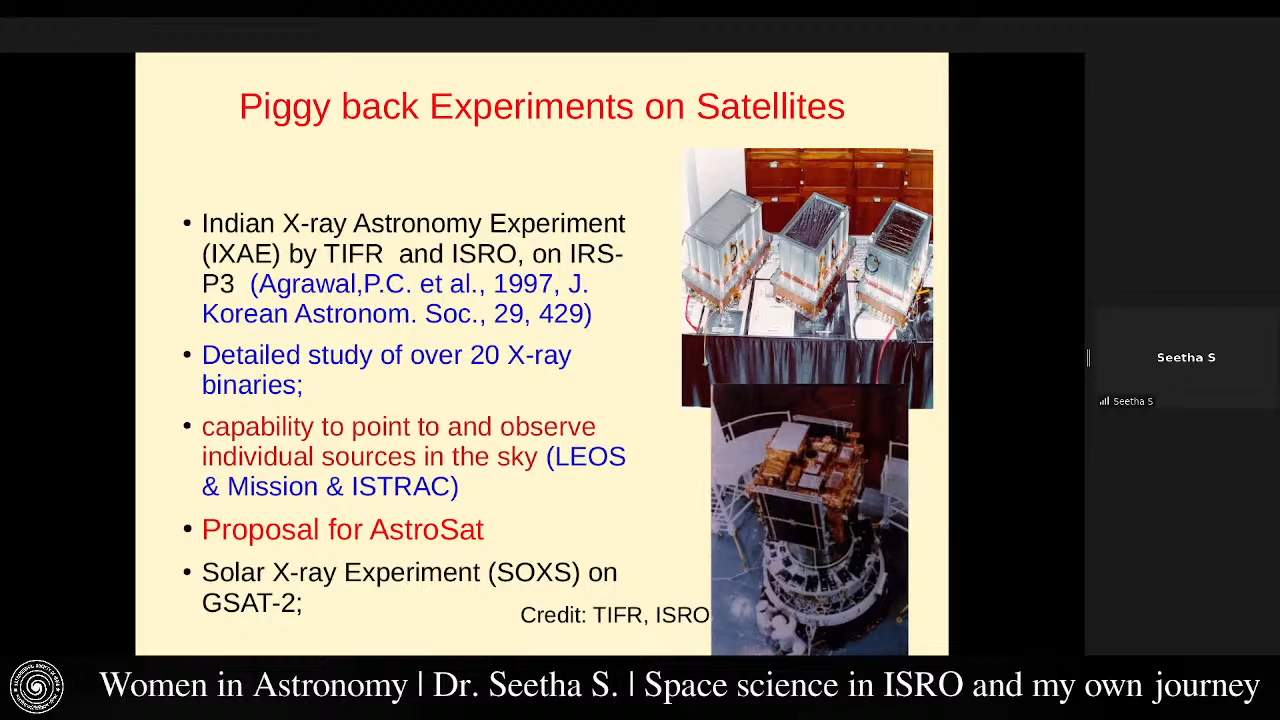 Piggy back Experiments on Satellites
• Indian X-ray Astronomy Experiment
(IXAE) by TIFR and ISRO, on IRS-
P3 (Agrawal,P.C. et al., 1997, J.
Korean Astronom. Soc., 29, 429)
• Detailed study of over 20 X-ray
binaries;
• capability to point to and observe
individual sources in the sky (LEOS
& Mission & ISTRAC)
• Proposal for AstroSat
• Solar X-ray Experiment (SOXS) on
GSAT-2;
Credit: TIFR, ISRO
Seetha S
Seetha S
Women in Astronomy | Dr. Seetha S. | Space science in ISRO and my own journey